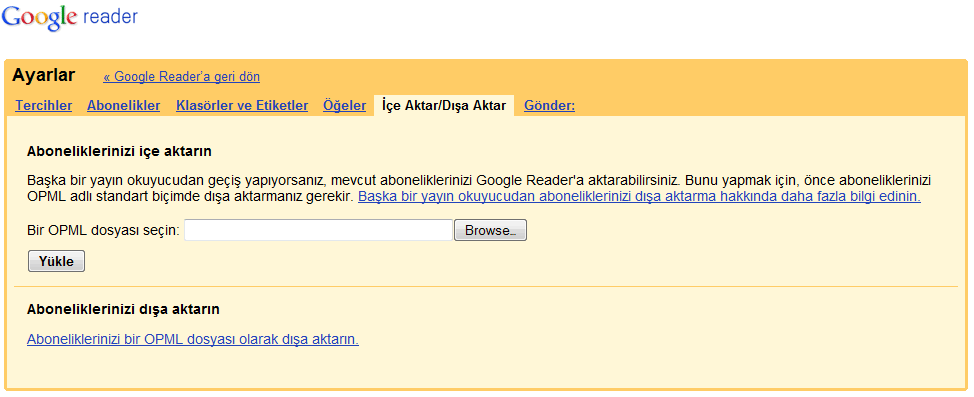 Google reader
Ayarlar « Google Reader'a geri dön
Tercihler Abonelikler Klasörler ve Etiketler Öğeler İçe Aktar/Dışa Aktar Gönder:
Aboneliklerinizi içe aktarın
Başka bir yayın okuyucudan geçiş yapıyorsanız, mevcut aboneliklerinizi Google Reader'a aktarabilirsiniz. Bunu yapmak için, önce aboneliklerinizi
OPML adlı standart biçimde dışa aktarmanız gerekir. Başka bir yayın okuyucudan aboneliklerinizi dışa aktarma hakkında daha fazla bilgi edinin.
Bir OPML dosyası seçin: Browse...
Yükle
Aboneliklerinizi dışa aktarın
Aboneliklerinizi bir OPML dosyası olarak dışa aktarın.